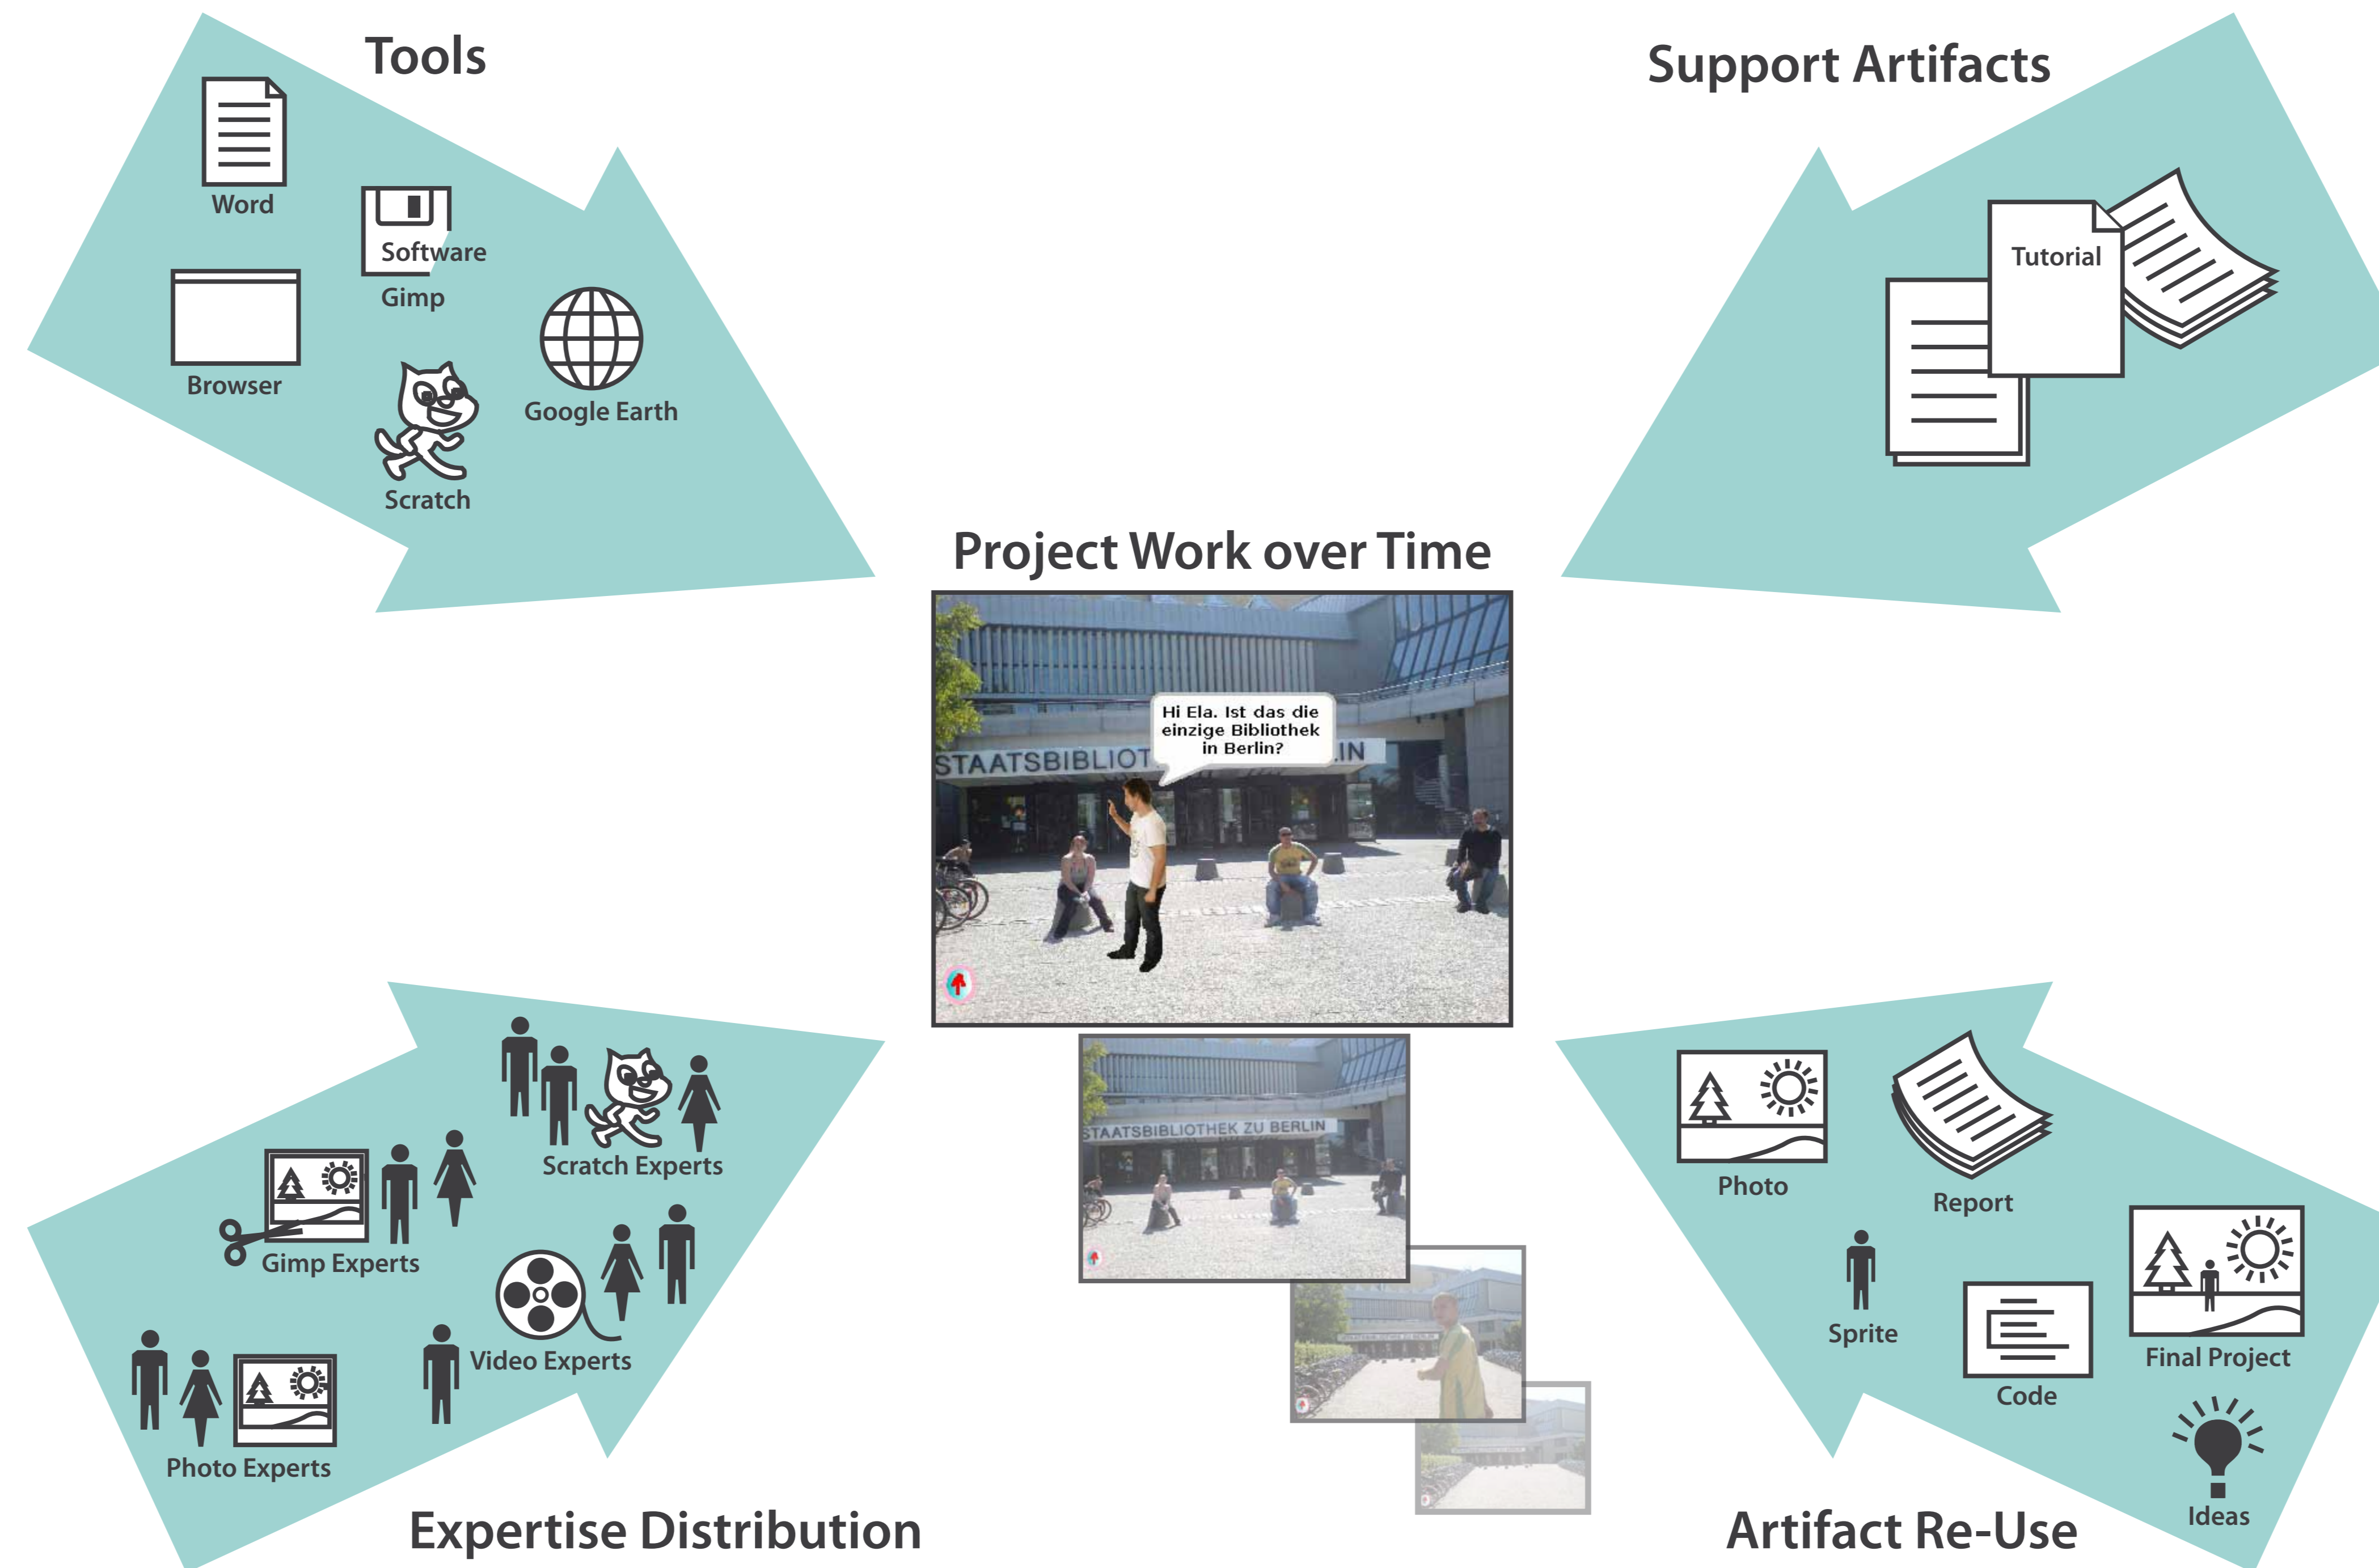 Tools
Word
Software
Gimp
Browser
Google Earth
Scratch
Support Artifacts
Tutorial
Project Work over Time
Hi Ela. Ist das die
einzige Bibliothek
in Berlin?
STAATSBIBLIOT IN
STAATSBIBLIOTHEK ZU BERLIN
Scratch Experts
Gimp Experts
Video Experts
Photo Experts
Expertise Distribution
Photo
Report
Sprite
Code
Final Project
Ideas
Artifact Re-Use